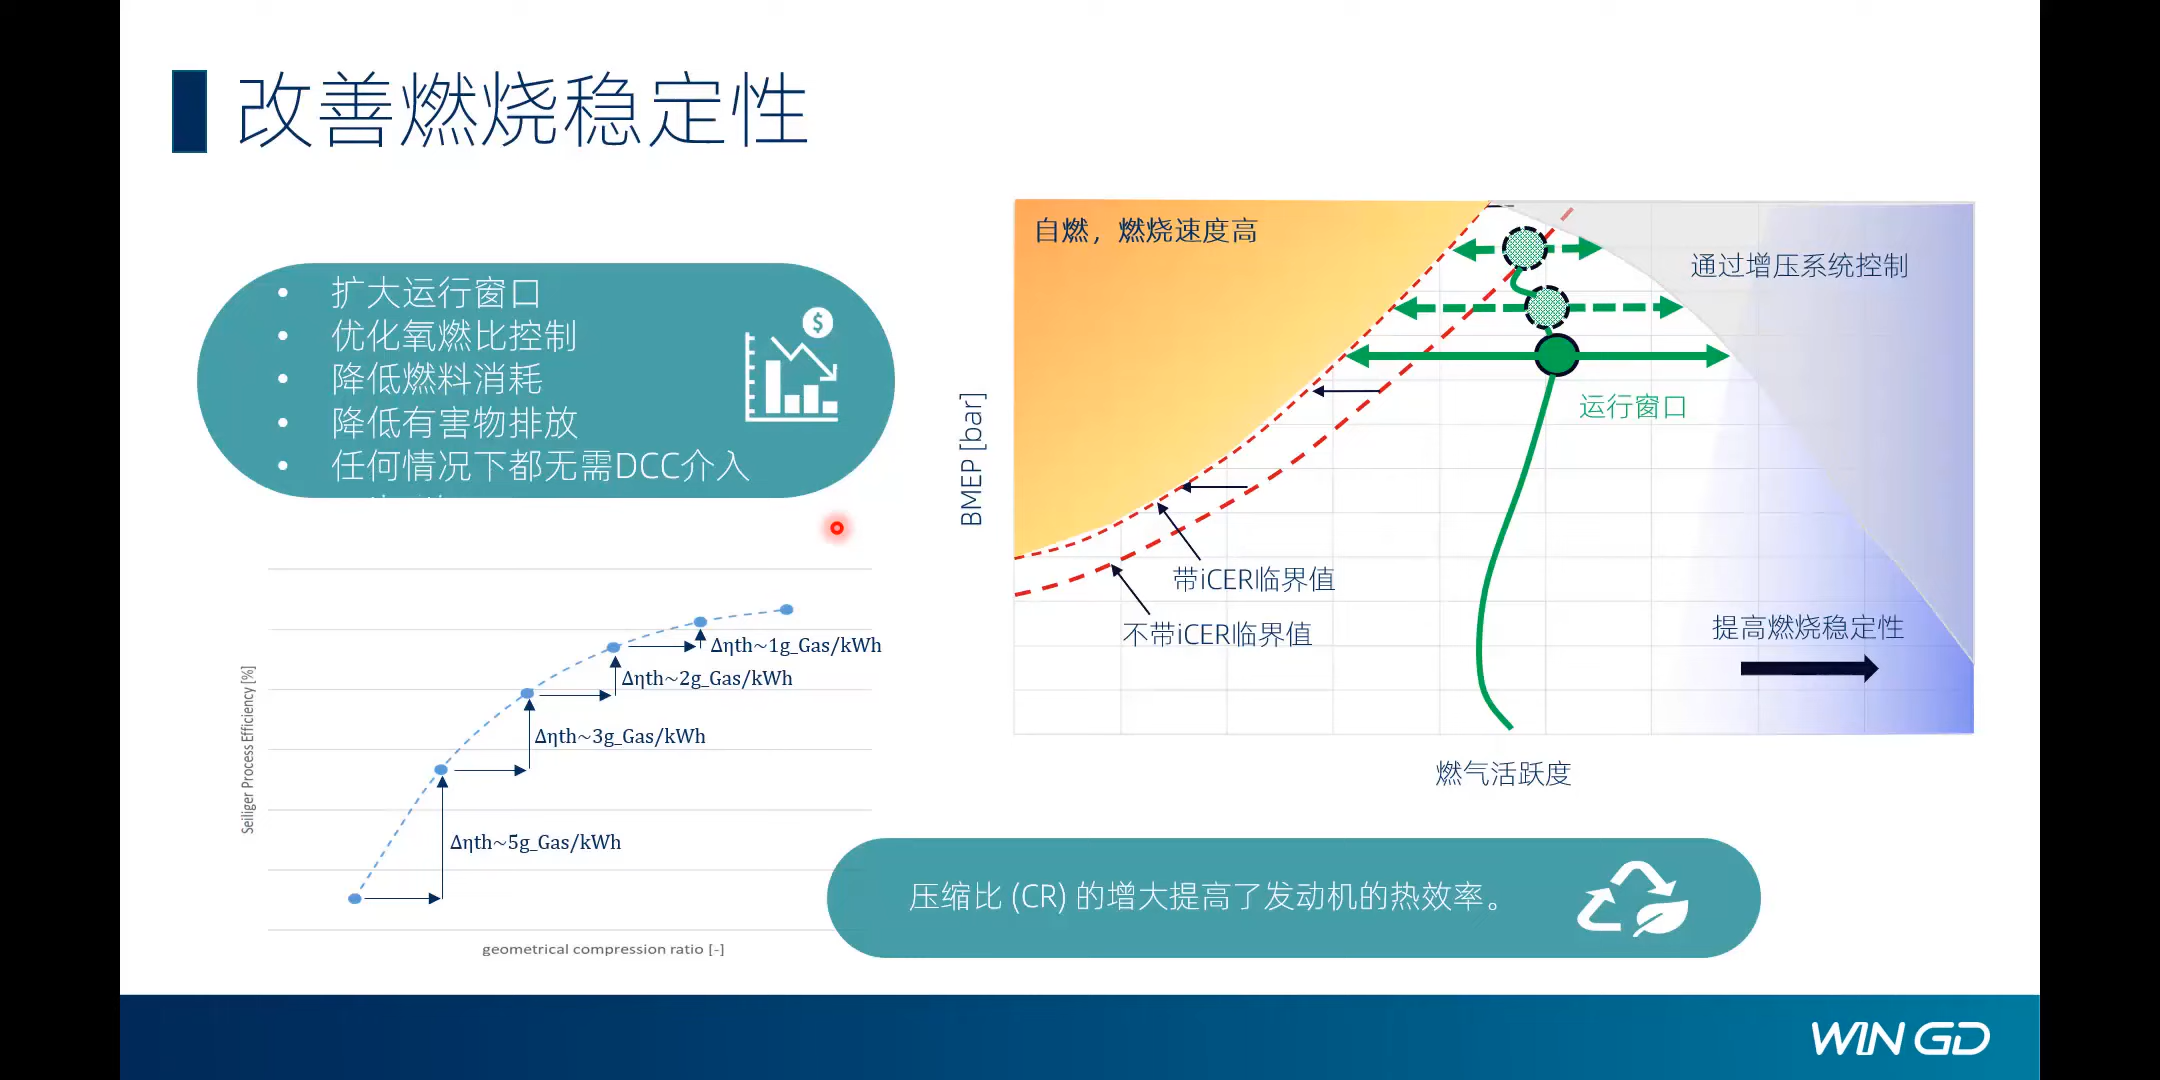 改善燃烧稳定性
• 扩大运行窗口
• 优化氧燃比控制
• 降低燃料消耗
• 降低有害物排放
• 任何情况下都无需DCC介入
$
自燃，燃烧速度高
通过增压系统控制
运行窗口
BMEP [bar]
带iCER临界值
不带iCER临界值
提高燃烧稳定性
燃气活跃度
Seiliger Process Efficiency [%]
Δηth~1g_Gas/kWh
Δηth~2g_Gas/kWh
Δηth~3g_Gas/kWh
Δηth~5g_Gas/kWh
geometrical compression ratio [-]
压缩比 (CR) 的增大提高了发动机的热效率。
WIN GD